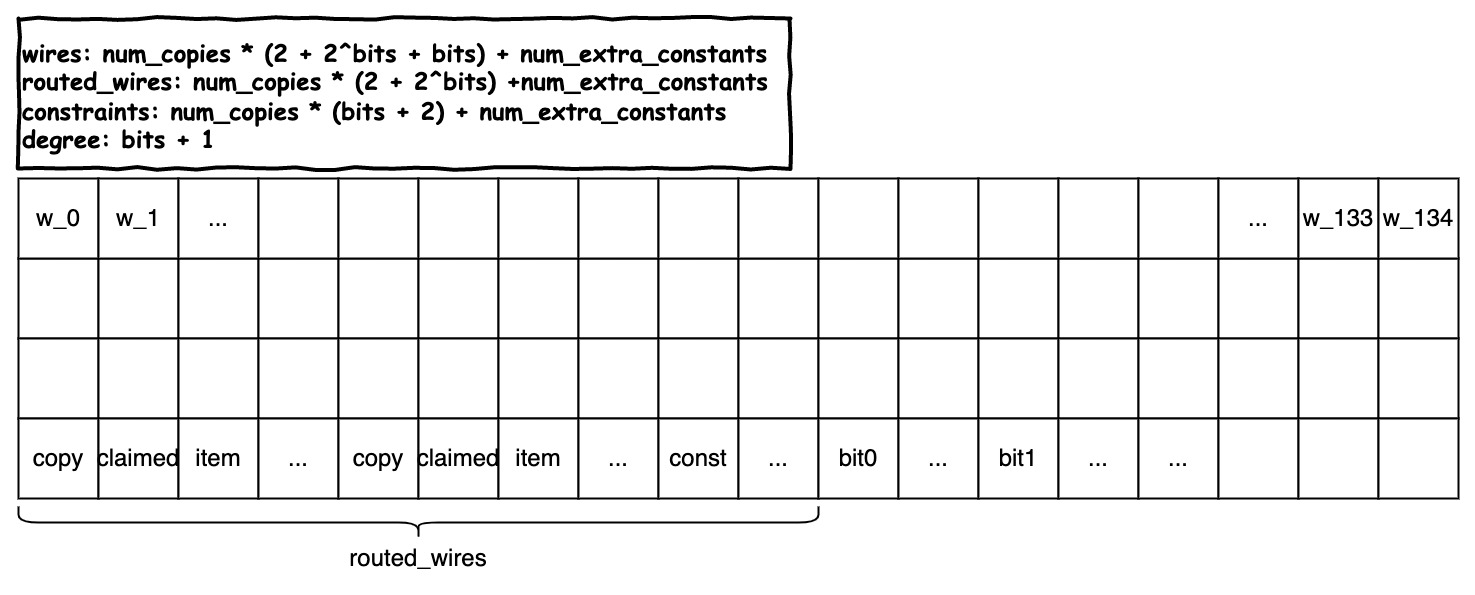 wires: num_copies * (2 + 2^bits + bits) + num_extra_constants
routed_wires: num_copies * (2 + 2^bits) +num_extra_constants
constraints: num_copies * (bits + 2) + num_extra_constants
degree: bits + 1
w_0 w_1 ... ... w_133 w_134
copy claimed item ... copy claimed item ... const ... bit0 ... bit1 ... ...
routed_wires